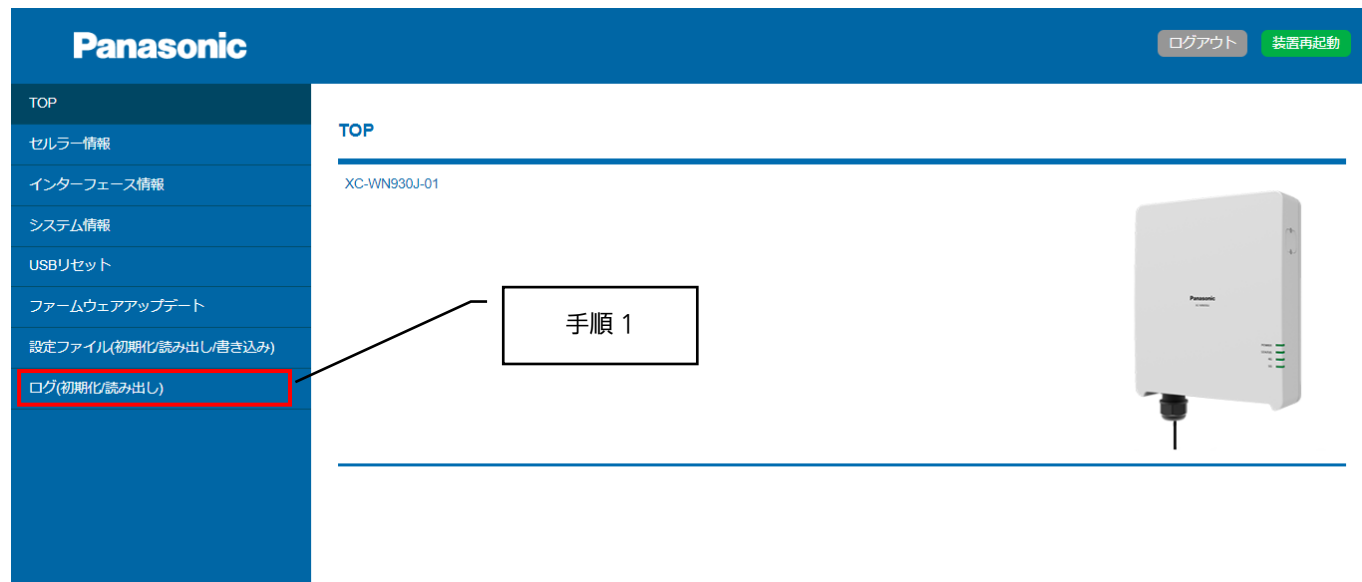 Panasonic
ログアウト
装置再起動
TOP
セルラー情報
インターフェース情報
システム情報
USBリセット
ファームウェアアップデート
設定ファイル(初期化/読み出し/書き込み)
ログ(初期化/読み出し)
TOP
XC-WN930J-01
手順 1
Panasonic